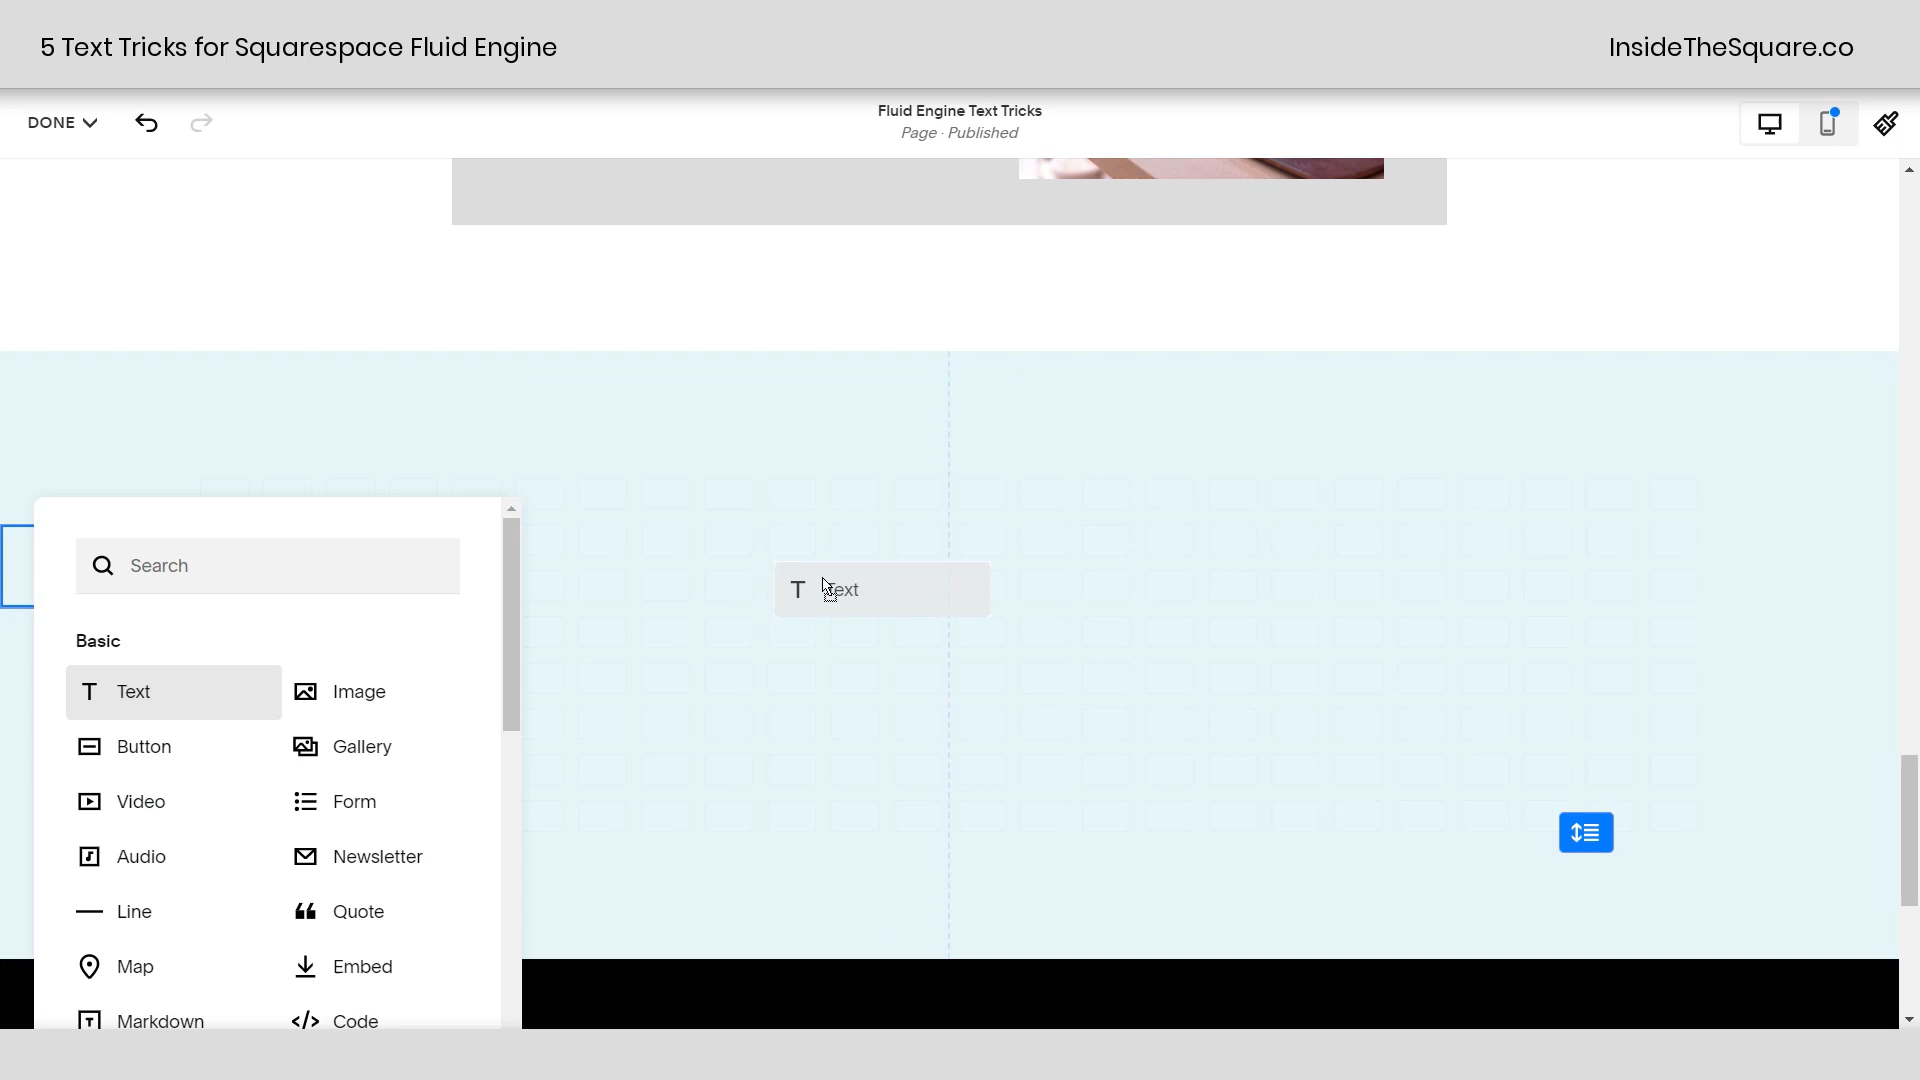 5 Text Tricks for Squarespace Fluid Engine
InsideTheSquare.co
DONE
Fluid Engine Text Tricks
Page · Published
Search
Basic
Text
Image
Button
Gallery
Video
Form
Audio
Newsletter
Line
Quote
Map
Embed
Markdown
Code
Text